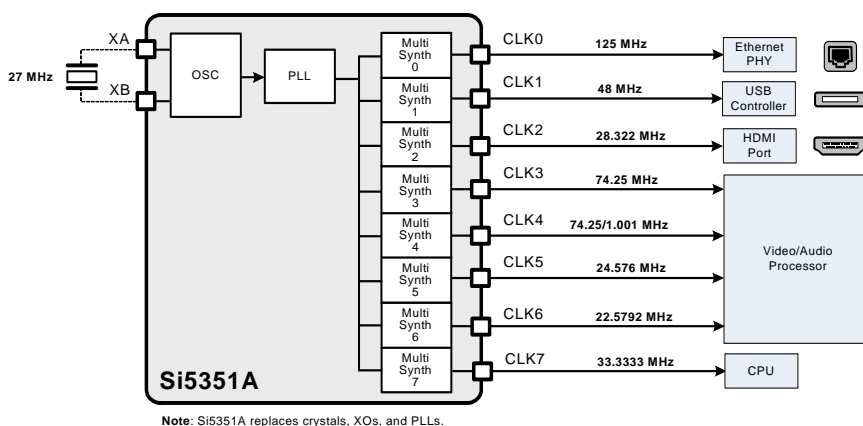 XA
27 MHz
XB
OSC
PLL
Multi
Synth
0
CLK0
125 MHz
Ethernet
PHY
Multi
Synth
1
CLK1
48 MHz
USB
Controller
Multi
Synth
2
CLK2
28.322 MHz
HDMI
Port
Multi
Synth
3
CLK3
74.25 MHz
Multi
Synth
4
CLK4
74.25/1.001 MHz
Video/Audio
Processor
Multi
Synth
5
CLK5
24.576 MHz
Multi
Synth
6
CLK6
22.5792 MHz
Multi
Synth
7
CLK7
33.3333 MHz
CPU
Si5351A
Note: Si5351A replaces crystals, XOs, and PLLs.